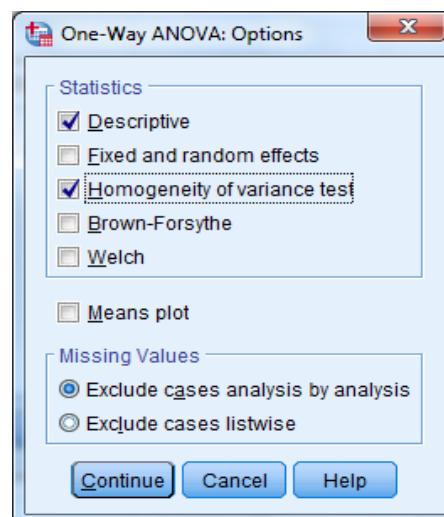 One-Way ANOVA: Options
Statistics
Descriptive
Fixed and random effects
Homogeneity of variance test
Brown-Forsythe
Welch
Means plot
Missing Values
Exclude cases analysis by analysis
Exclude cases listwise
Continue Cancel Help